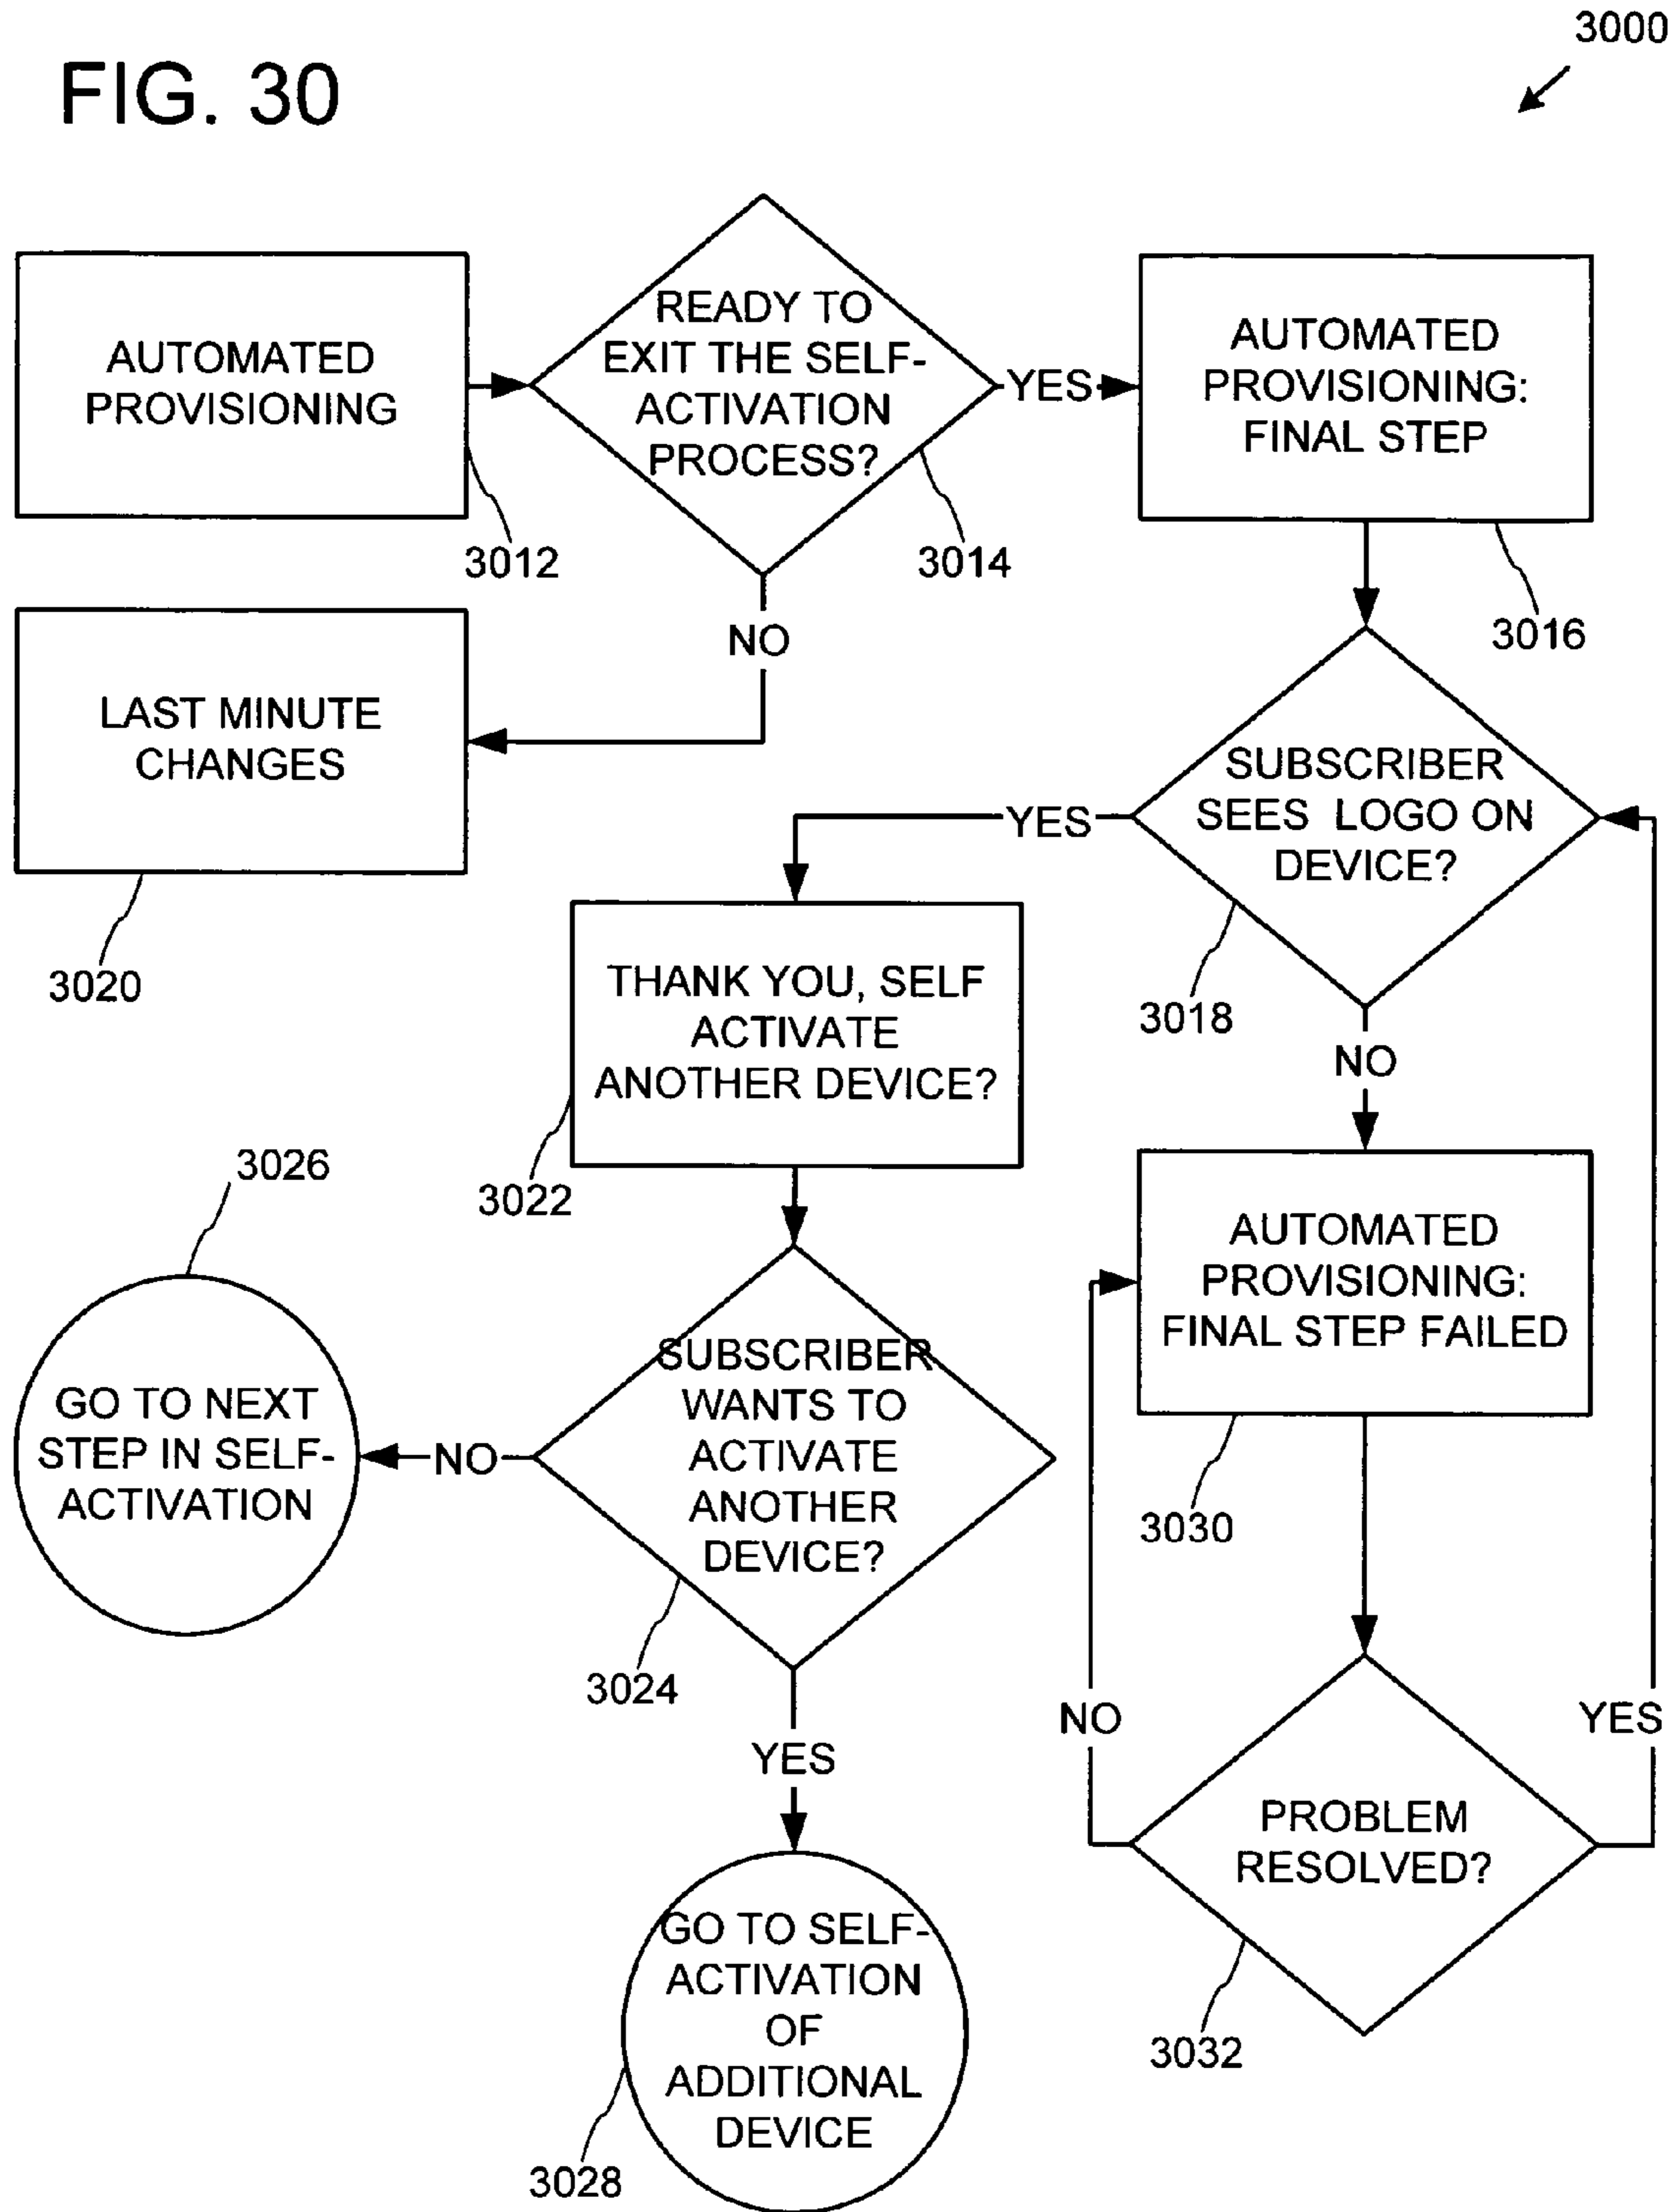 3000
FIG. 30
AUTOMATED
PROVISIONING
3012
READY TO
EXIT THE SELF-
ACTIVATION
PROCESS?
3014
YES
AUTOMATED
PROVISIONING:
FINAL STEP
3016
NO
LAST MINUTE
CHANGES
3020
SUBSCRIBER
SEES LOGO ON
DEVICE?
3018
YES
NO
THANK YOU, SELF
ACTIVATE
ANOTHER DEVICE?
3022
AUTOMATED
PROVISIONING:
FINAL STEP FAILED
3030
3026
GO TO NEXT
STEP IN SELF-
ACTIVATION
NO
SUBSCRIBER
WANTS TO
ACTIVATE
ANOTHER
DEVICE?
3024
YES
NO
YES
PROBLEM
RESOLVED?
3032
GO TO SELF-
ACTIVATION
OF
ADDITIONAL
DEVICE
3028